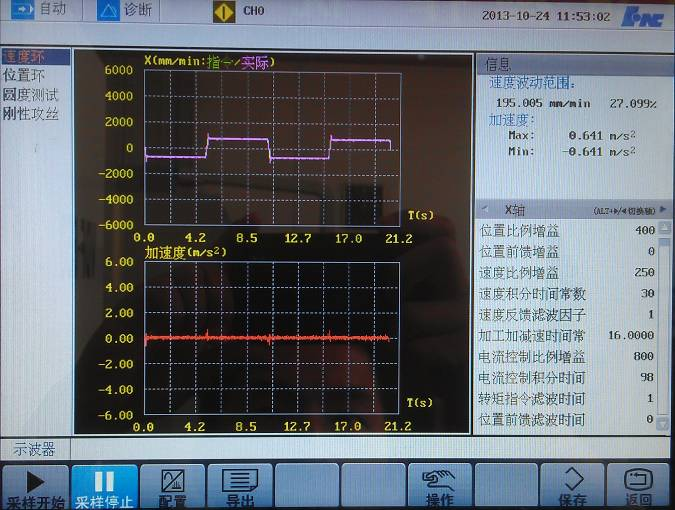 自动 诊断 CH0 2013-10-24 11:53:02
速度环
位置环
圆度测试
刚性攻丝
X(mm/min:指令/实际)
6000
4000
2000
0
-2000
-4000
-6000
T(s)
0.0 4.2 8.5 12.7 17.0 21.2
加速度(m/s²)
6.00
4.00
2.00
0.00
-2.00
-4.00
-6.00
T(s)
0.0 4.2 8.5 12.7 17.0 21.2
信息
速度波动范围:
195.005 mm/min 27.099%
加速度:
Max: 0.641 m/s²
Min: -0.641 m/s²
X轴 (ALT+▶/◀切换轴)
位置比例增益 400
位置前馈增益 0
速度比例增益 250
速度积分时间常数 30
速度反馈滤波因子 1
加工加减速时间常 16.0000
电流控制比例增益 800
电流控制积分时间 98
转矩指令滤波时间 1
位置前馈滤波时间 0
示波器
采样开始 采样停止 配置 导出 操作 保存 返回